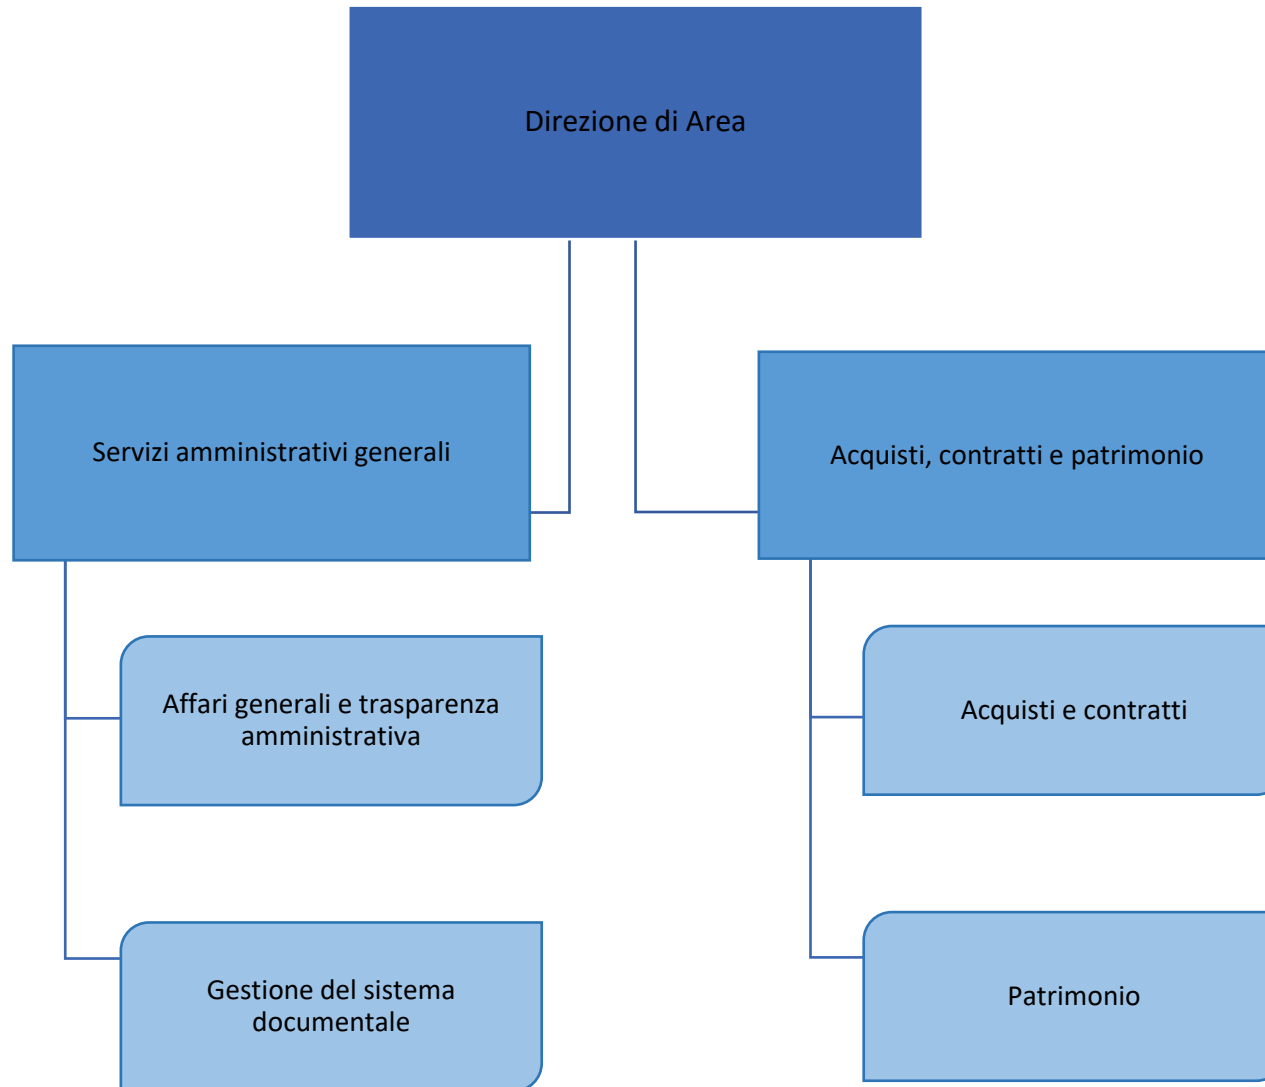 Direzione di Area
Servizi amministrativi generali
Acquisti, contratti e patrimonio
Affari generali e trasparenza
amministrativa
Acquisti e contratti
Gestione del sistema
documentale
Patrimonio